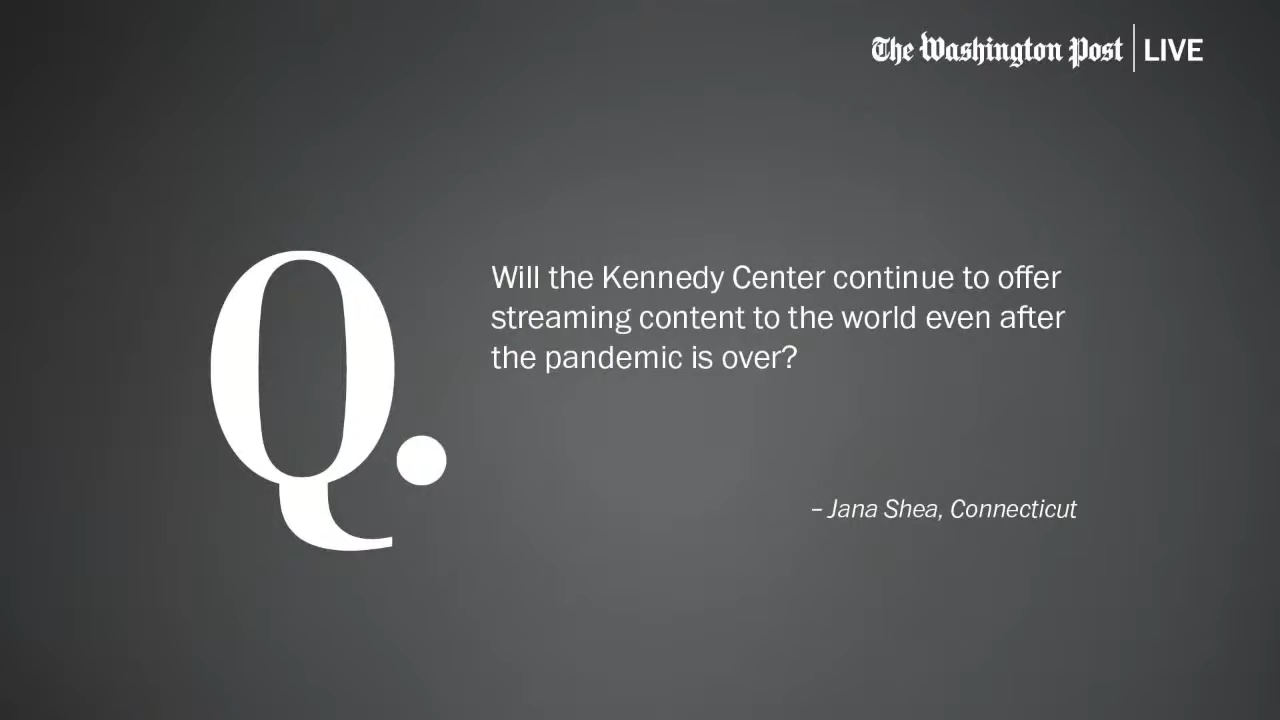 The Washington Post | LIVE
Q.
Will the Kennedy Center continue to offer
streaming content to the world even after
the pandemic is over?
– Jana Shea, Connecticut